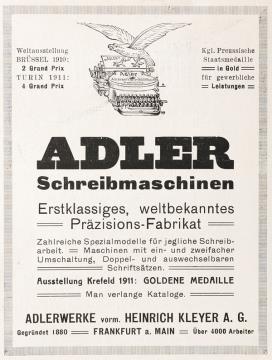 Weltausstellung
BRÜSSEL 1910:
2 Grand Prix
TURIN 1911:
4 Grand Prix
Kgl. Preussische
Staatsmedaille
in Gold
für gewerbliche
Leistungen
ADLER
Schreibmaschinen
Erstklassiges, weltbekanntes
Präzisions-Fabrikat
Zahlreiche Spezialmodelle für jegliche Schreib-
arbeit. Maschinen mit ein- und zweifacher
Umschaltung, Doppel- und auswechselbaren
Schriftsätzen.
Ausstellung Krefeld 1911: GOLDENE MEDAILLE
Man verlange Kataloge.
ADLERWERKE vorm. HEINRICH KLEYER A. G.
Gegründet 1880 FRANKFURT a. MAIN Über 4000 Arbeiter